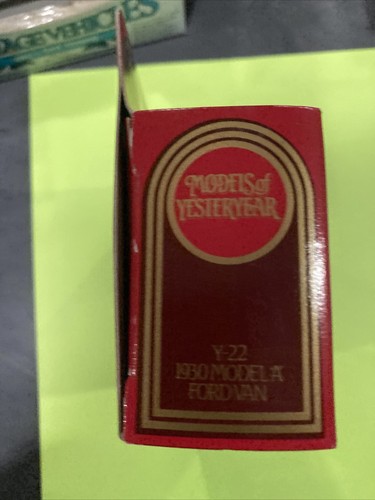 MODELS of
YESTERYEAR
Y-22
1930 MODEL 'A'
FORD VAN